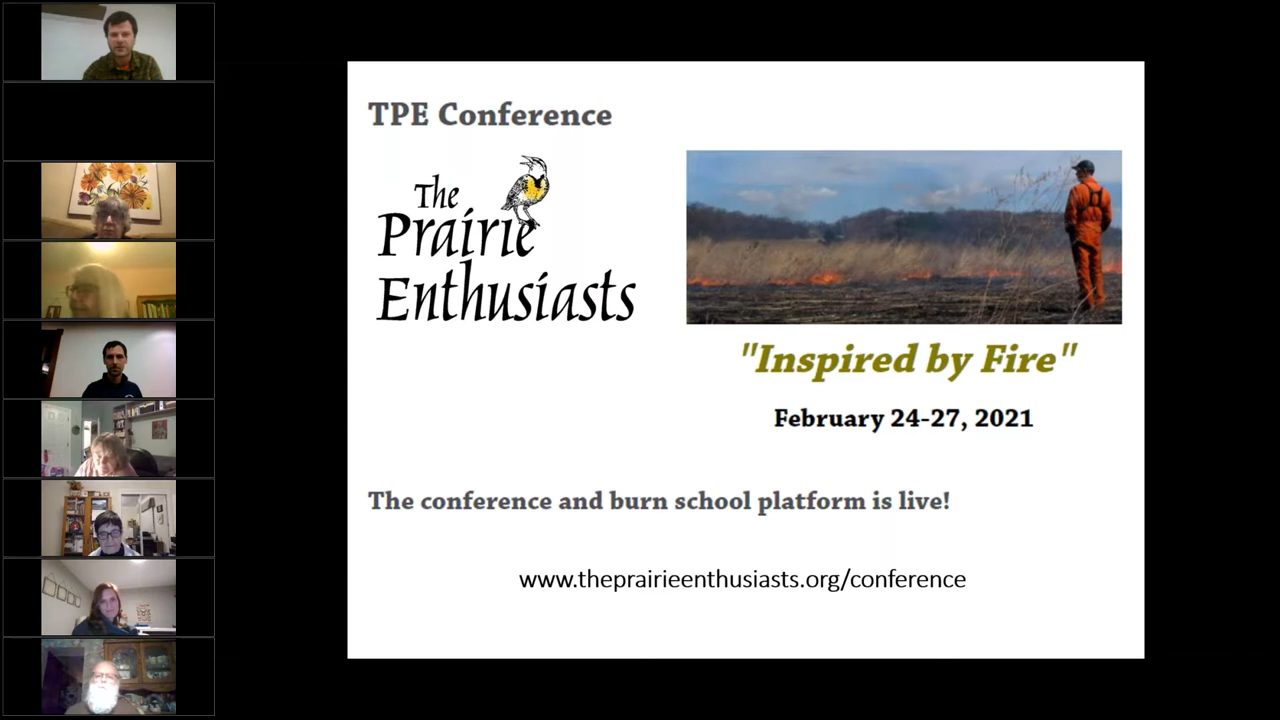 TPE Conference
The
Prairie
Enthusiasts
"Inspired by Fire"
February 24-27, 2021
The conference and burn school platform is live!
www.theprairieenthusiasts.org/conference